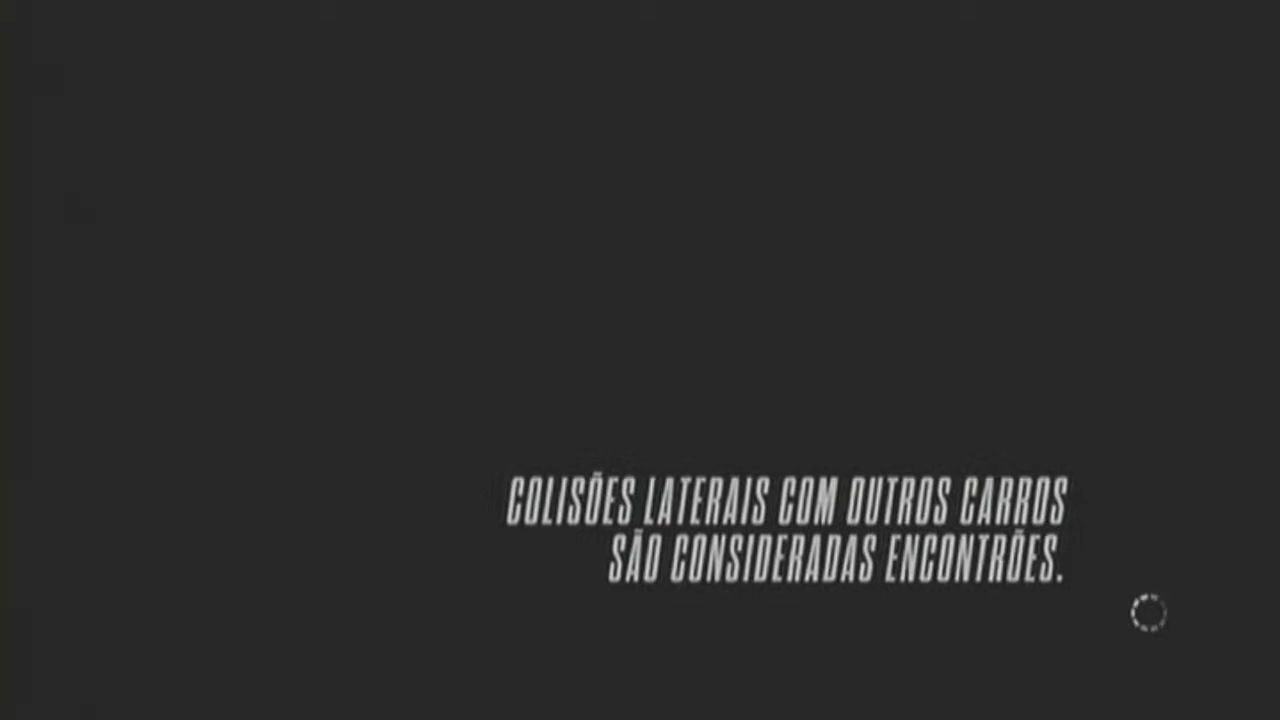 COLISÕES LATERAIS COM OUTROS CARROS
SÃO CONSIDERADAS ENCONTRÕES.